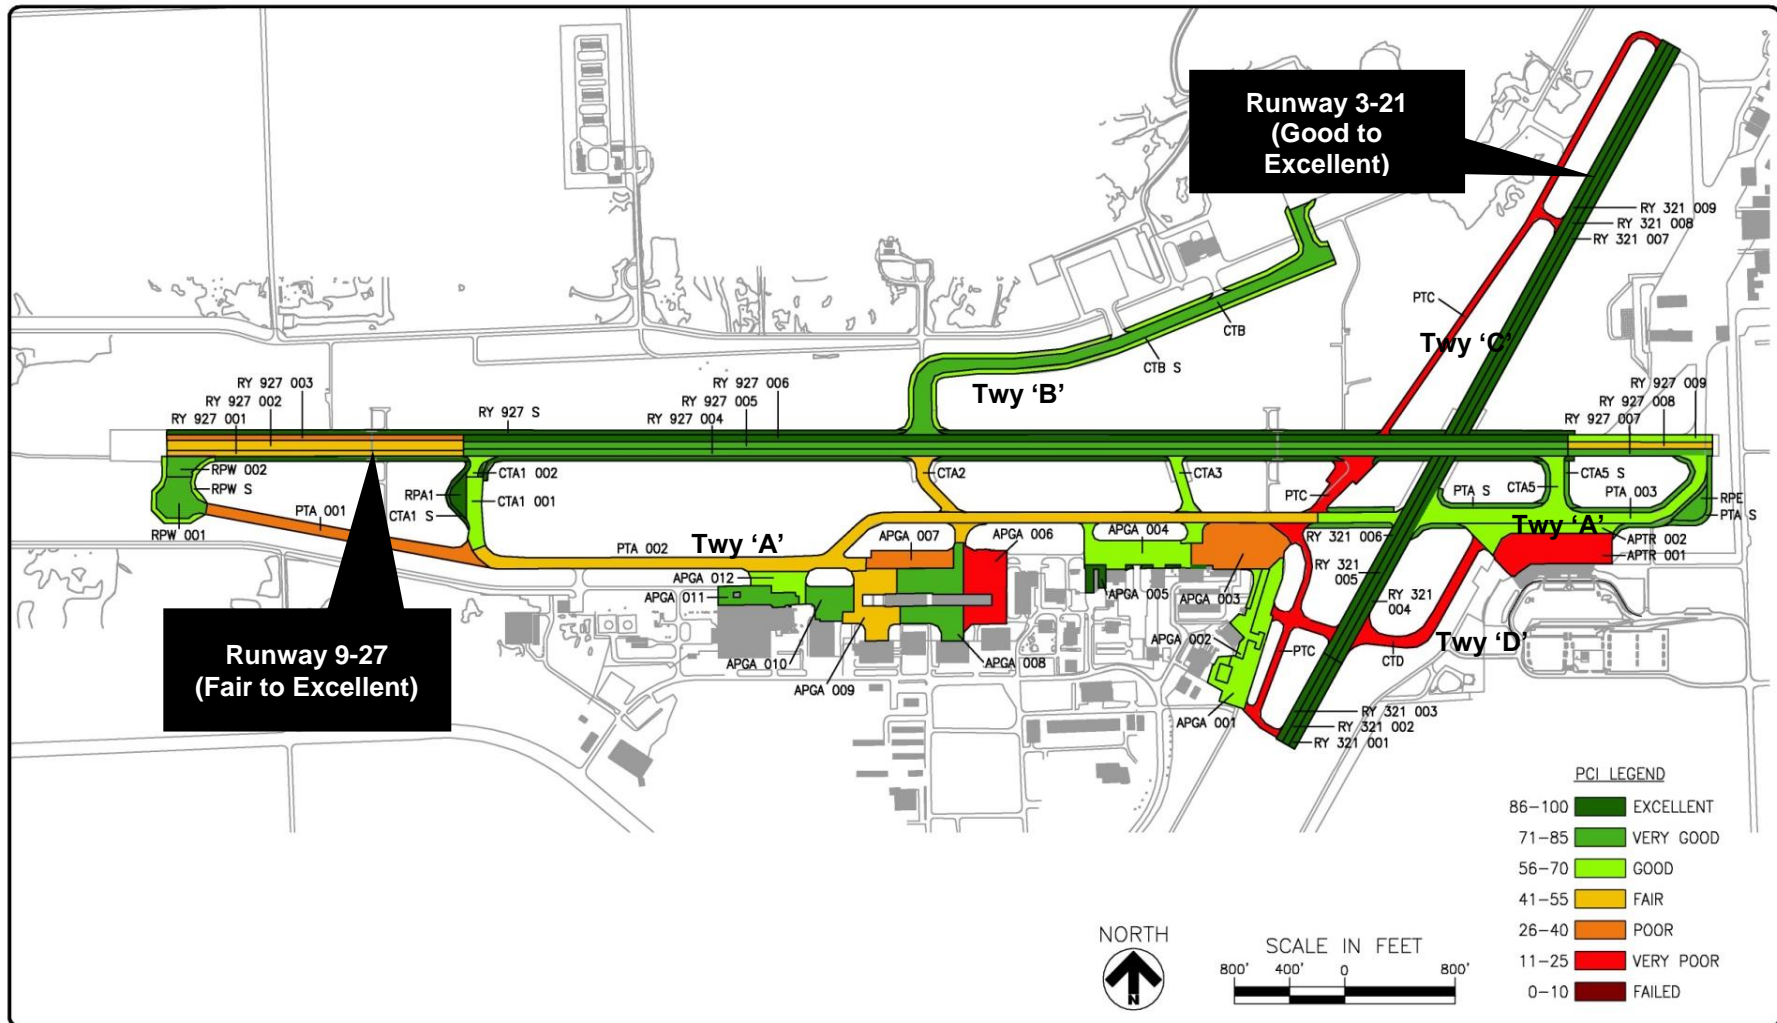 Runway 3-21
(Good to
Excellent)
RY 321 009
RY 321 008
RY 321 007
PTC
CTB
CTB S
Twy ‘C’
Twy ‘B’
RY 927 003
RY 927 002
RY 927 001
RY 927 S
RY 927 006
RY 927 005
RY 927 004
RY 927 009
RY 927 008
RY 927 007
RPW 002
RPW S
RPW 001
PTA 001
RPA1
CTA1 S
CTA1 002
CTA1 001
CTA2
CTA3
PTC
PTA S
CTA5
CTA5 S
PTA 003
RPE
PTA S
PTA 002
Twy ‘A’
APGA 007
APGA 006
APGA 004
RY 321 006
Twy ‘A’
APTR 002
APTR 001
APGA 012
APGA 011
APGA 005
APGA 003
RY 321
005
RY 321
004
APGA 010
APGA 009
APGA 008
APGA 002
PTC
CTD
Twy ‘D’
APGA 001
RY 321 003
RY 321 002
RY 321 001
Runway 9-27
(Fair to Excellent)
PCI LEGEND
86-100 EXCELLENT
71-85 VERY GOOD
56-70 GOOD
41-55 FAIR
26-40 POOR
11-25 VERY POOR
0-10 FAILED
NORTH
N
SCALE IN FEET
800' 400' 0 800'